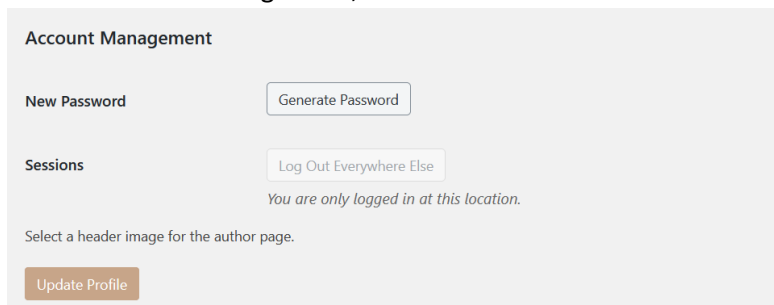 Account Management
New Password Generate Password
Sessions Log Out Everywhere Else
You are only logged in at this location.
Select a header image for the author page.
Update Profile